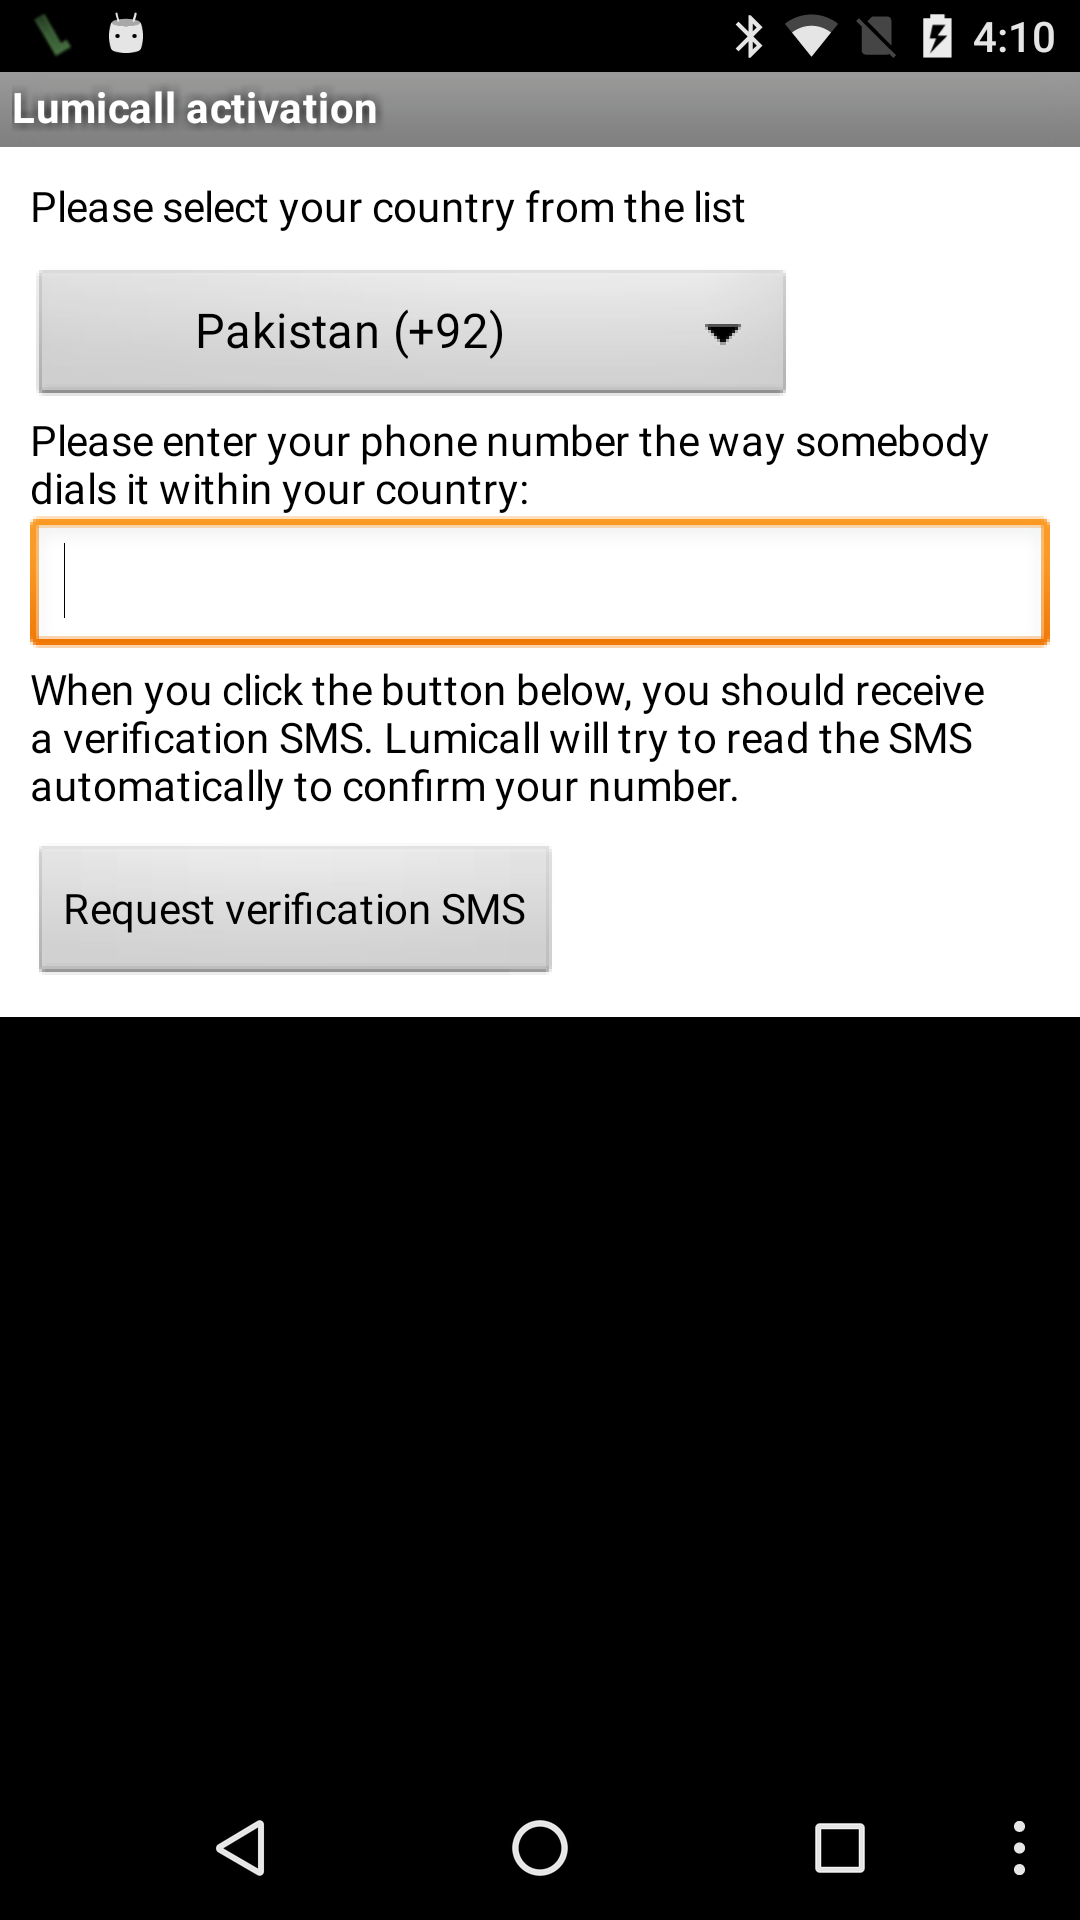 4:10
Lumicall activation
Please select your country from the list
Pakistan (+92)
Please enter your phone number the way somebody
dials it within your country:
When you click the button below, you should receive
a verification SMS. Lumicall will try to read the SMS
automatically to confirm your number.
Request verification SMS